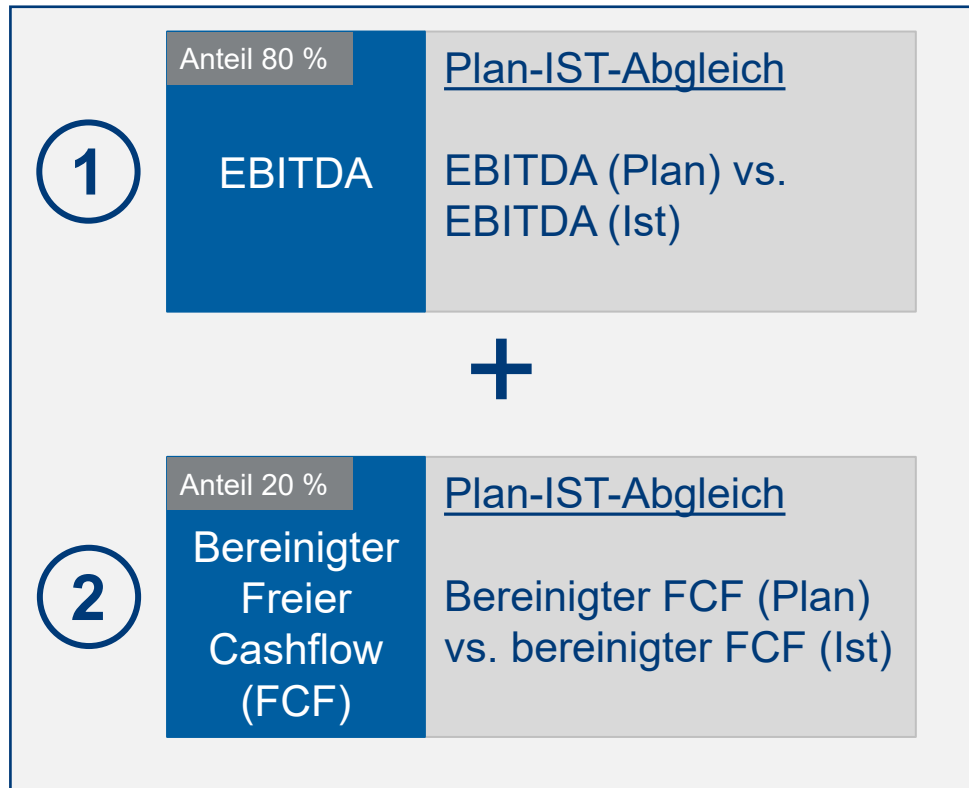 Anteil 80 %
1
EBITDA
Plan-IST-Abgleich
EBITDA (Plan) vs.
EBITDA (Ist)
+
Anteil 20 %
2
Bereinigter
Freier
Cashflow
(FCF)
Plan-IST-Abgleich
Bereinigter FCF (Plan)
vs. bereinigter FCF (Ist)